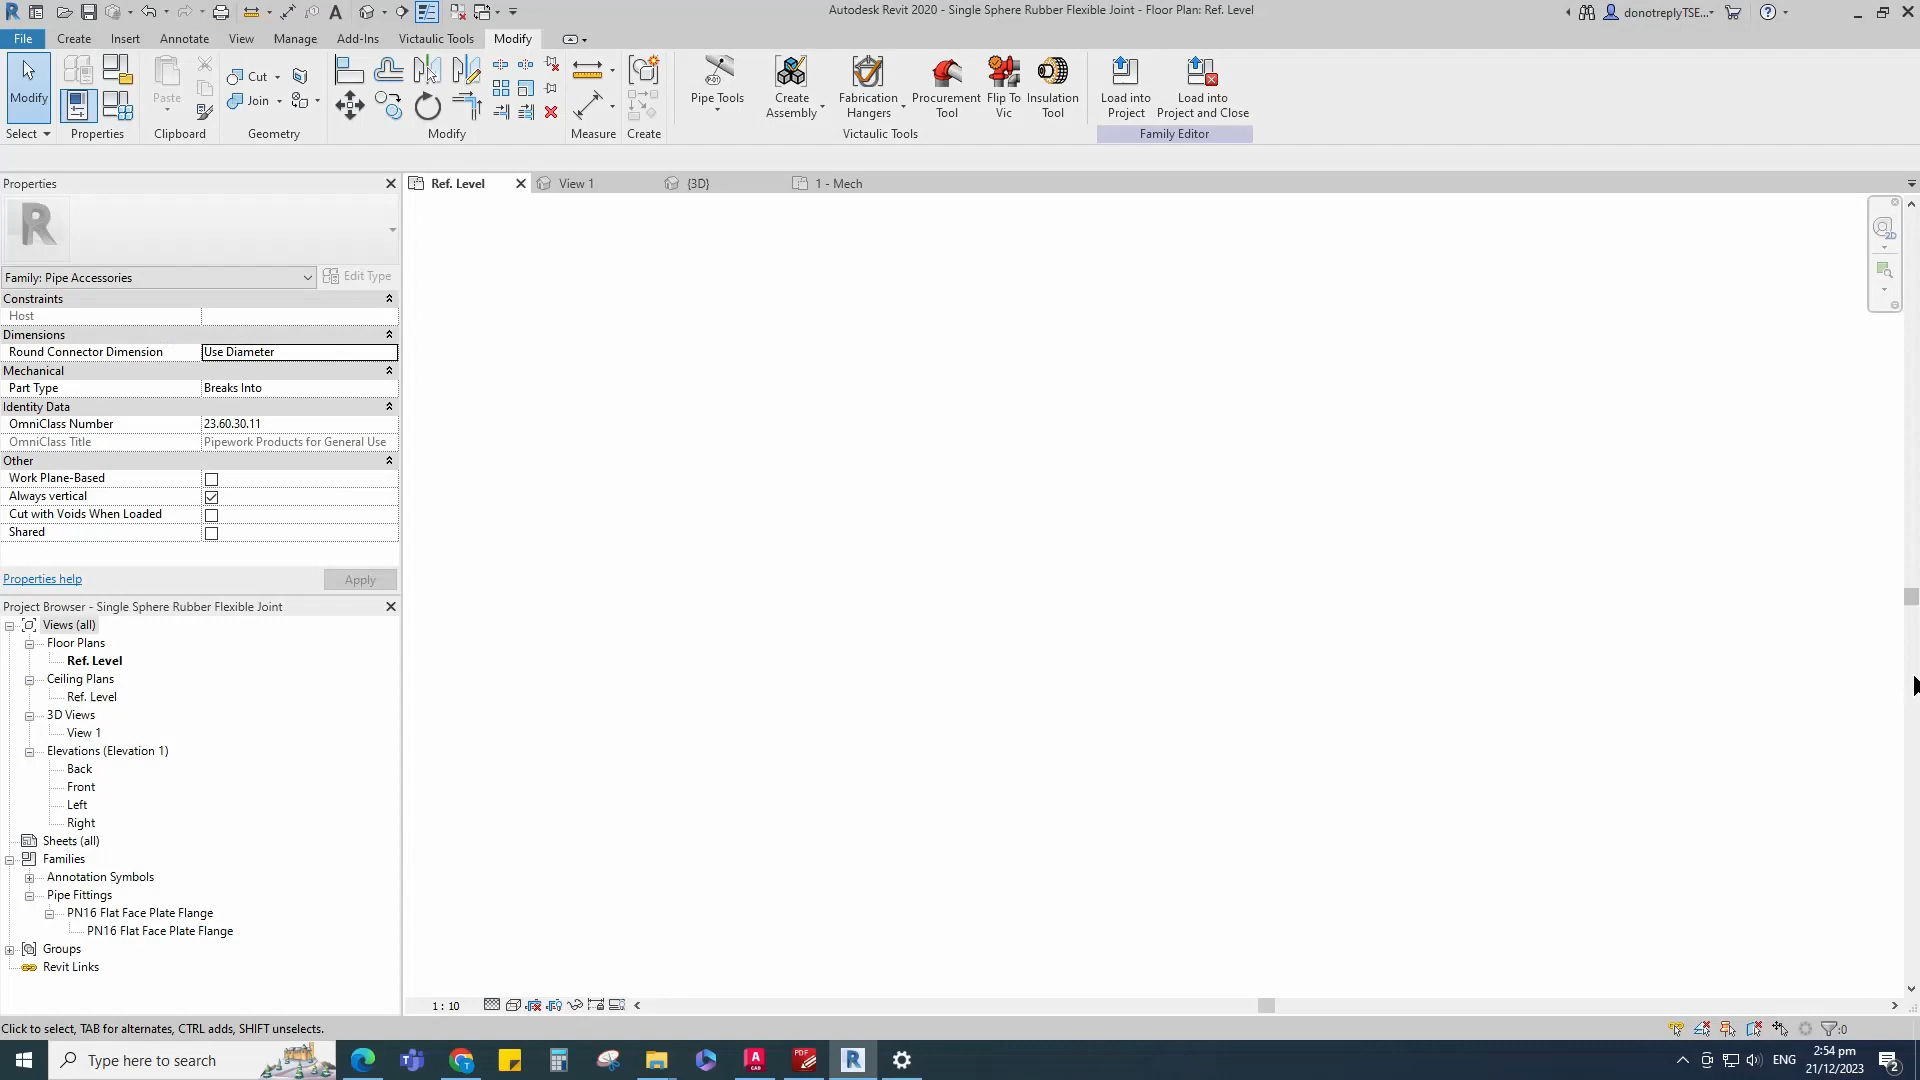 Autodesk Revit 2020 - Single Sphere Rubber Flexible Joint - Floor Plan: Ref. Level
donotreplyTSE...
File Create Insert Annotate View Manage Add-Ins Victaulic Tools Modify
Modify
Paste
Cut
Join
Pipe Tools
Create Assembly
Fabrication Hangers
Procurement Tool
Flip To Vic
Insulation Tool
Load into Project
Load into Project and Close
Select Properties Clipboard Geometry Modify Measure Create Victaulic Tools Family Editor
Properties
Ref. Level
View 1
{3D}
1 - Mech
2D
Family: Pipe Accessories
Edit Type
Constraints
Host
Dimensions
Round Connector Dimension Use Diameter
Mechanical
Part Type Breaks Into
Identity Data
OmniClass Number 23.60.30.11
OmniClass Title Pipework Products for General Use
Other
Work Plane-Based
Always vertical
Cut with Voids When Loaded
Shared
Properties help
Apply
Project Browser - Single Sphere Rubber Flexible Joint
Views (all)
Floor Plans
Ref. Level
Ceiling Plans
Ref. Level
3D Views
View 1
Elevations (Elevation 1)
Back
Front
Left
Right
Sheets (all)
Families
Annotation Symbols
Pipe Fittings
PN16 Flat Face Plate Flange
PN16 Flat Face Plate Flange
Groups
Revit Links
1 : 10
Click to select, TAB for alternates, CTRL adds, SHIFT unselects.
:0
Type here to search
ENG
2:54 pm
21/12/2023
2